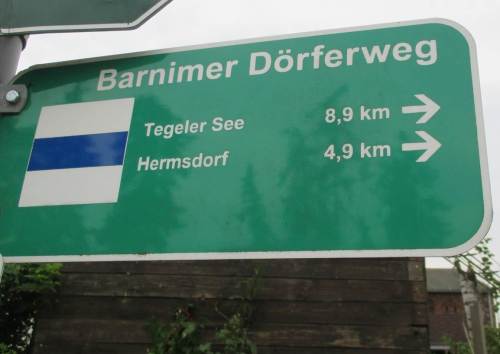 Barnimer Dörferweg
Tegeler See 8,9 km →
Hermsdorf 4,9 km →